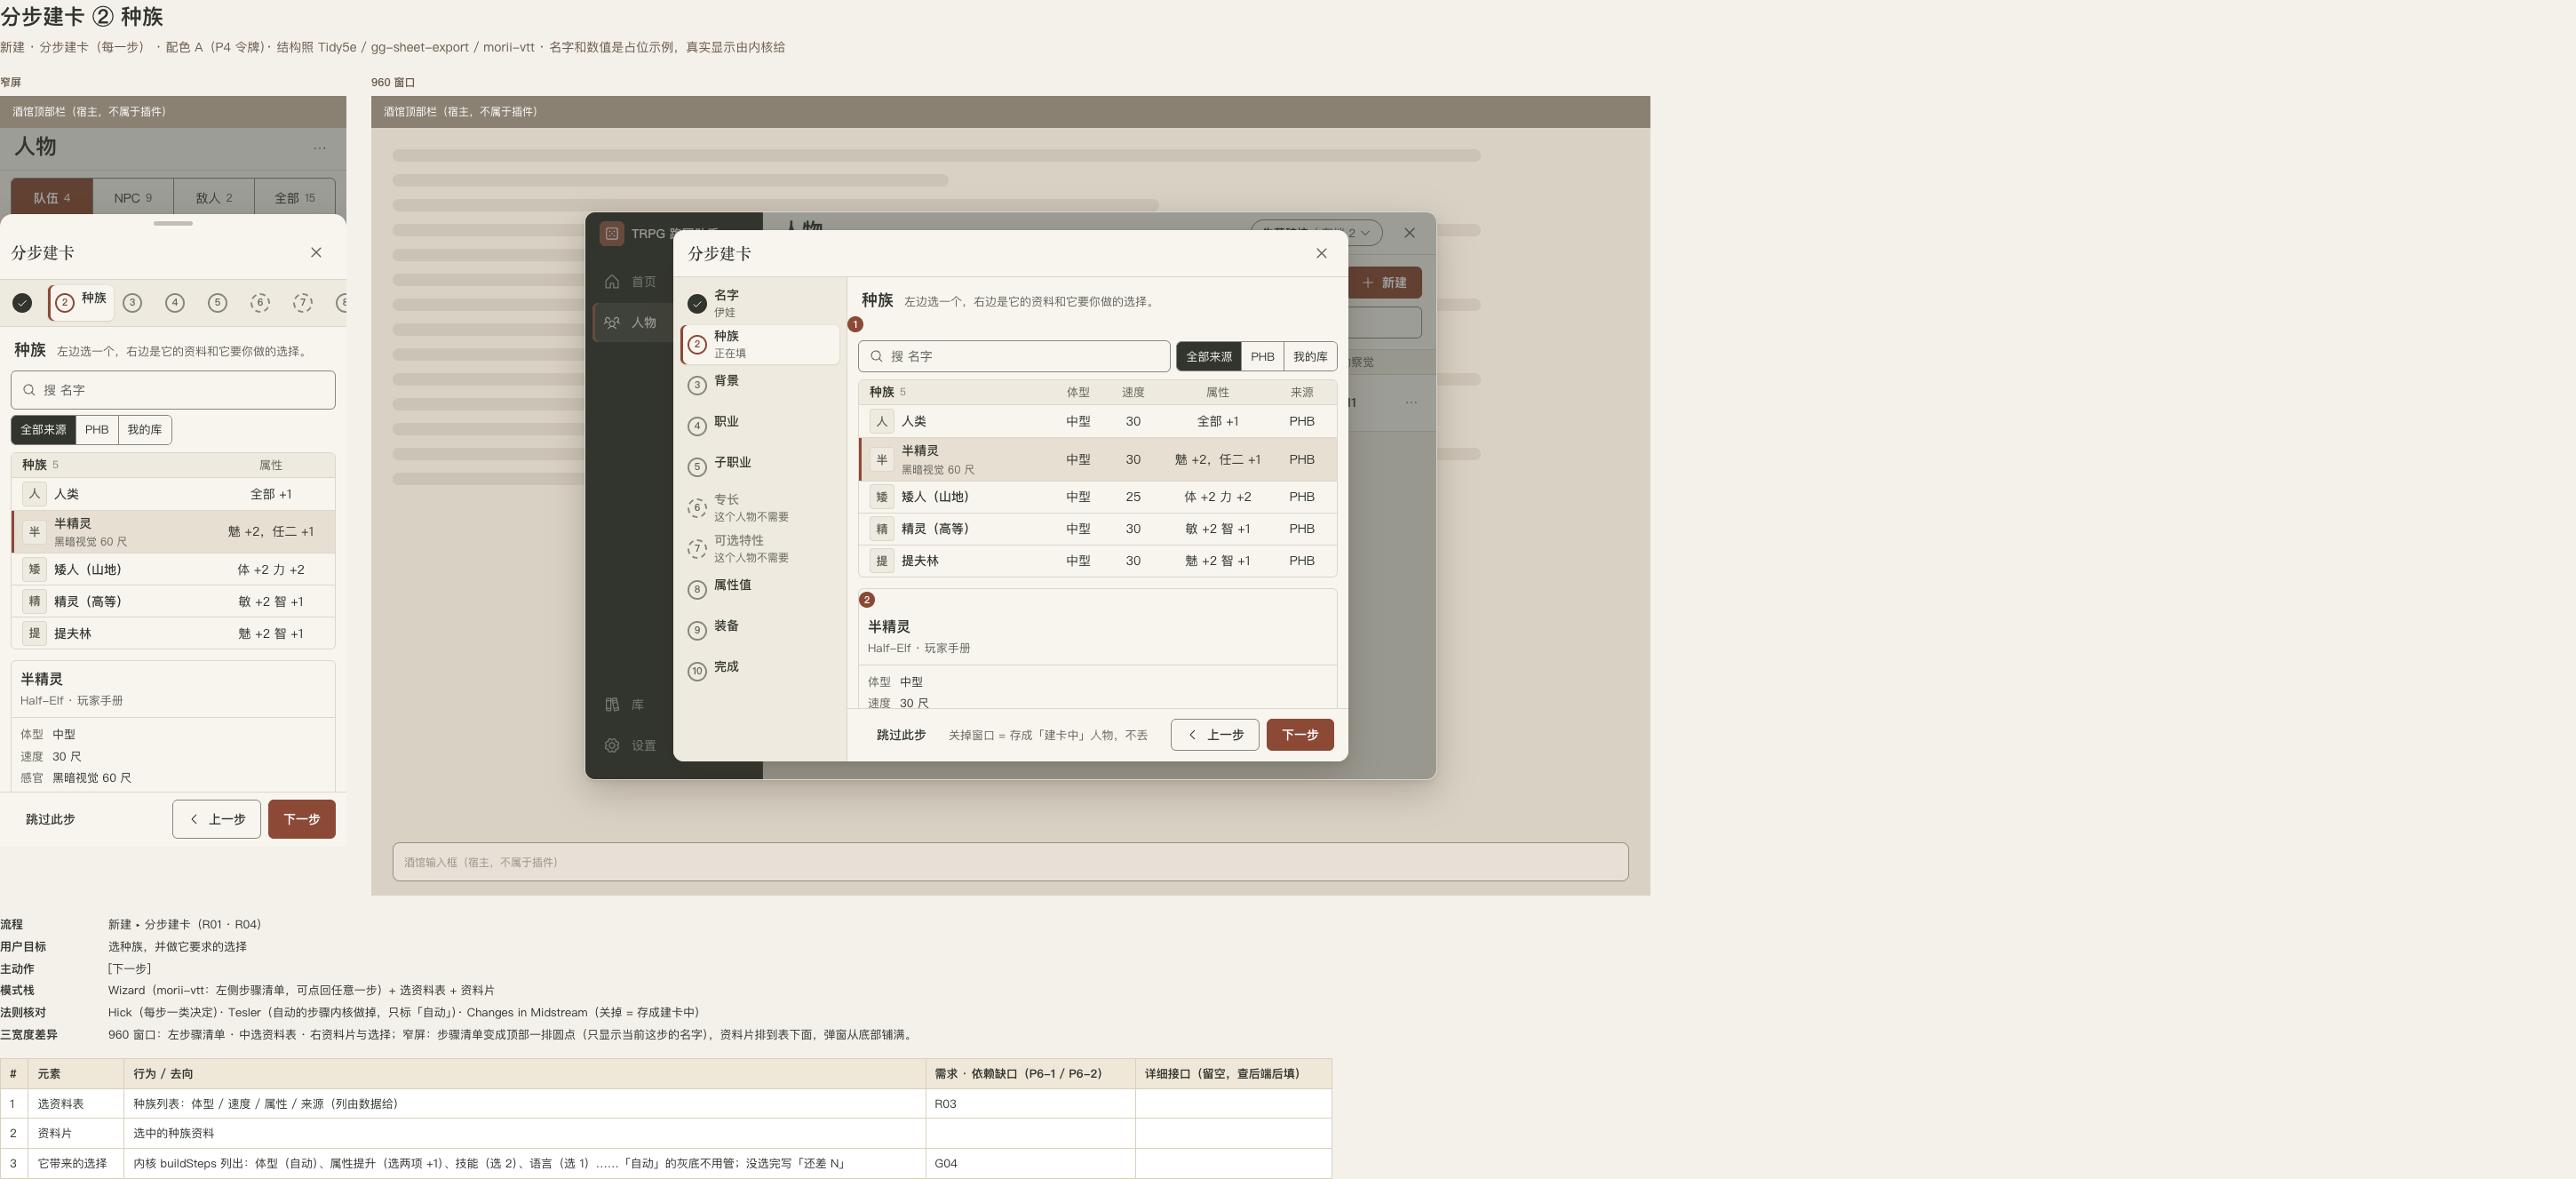 分步建卡 ② 种族
新建 · 分步建卡（每一步） · 配色 A（P4 令牌）· 结构照 Tidy5e / gg-sheet-export / morii-vtt · 名字和数值是占位示例，真实显示由内核给
窄屏
酒馆顶部栏（宿主，不属于插件）
人物
···
队伍 4 NPC 9 敌人 2 全部 15
分步建卡
2 种族 3 4 5 6 7 8
种族 左边选一个，右边是它的资料和它要你做的选择。
搜 名字
全部来源 PHB 我的库
种族 5 属性
人 人类 全部 +1
半 半精灵 魅 +2，任二 +1
黑暗视觉 60 尺
矮 矮人（山地） 体 +2 力 +2
精 精灵（高等） 敏 +2 智 +1
提 提夫林 魅 +2 智 +1
半精灵
Half-Elf · 玩家手册
体型 中型
速度 30 尺
感官 黑暗视觉 60 尺
跳过此步 上一步 下一步
960 窗口
酒馆顶部栏（宿主，不属于插件）
TRPG
人物
2
首页
人物
库
设置
新建
察觉
11 ···
分步建卡
名字
伊娃
2 种族
正在填
3 背景
4 职业
5 子职业
6 专长
这个人物不需要
7 可选特性
这个人物不需要
8 属性值
9 装备
10 完成
种族 左边选一个，右边是它的资料和它要你做的选择。
1
搜 名字
全部来源 PHB 我的库
种族 5 体型 速度 属性 来源
人 人类 中型 30 全部 +1 PHB
半 半精灵 中型 30 魅 +2，任二 +1 PHB
黑暗视觉 60 尺
矮 矮人（山地） 中型 25 体 +2 力 +2 PHB
精 精灵（高等） 中型 30 敏 +2 智 +1 PHB
提 提夫林 中型 30 魅 +2 智 +1 PHB
2
半精灵
Half-Elf · 玩家手册
体型 中型
速度 30 尺
跳过此步 关掉窗口 = 存成「建卡中」人物，不丢 上一步 下一步
酒馆输入框（宿主，不属于插件）
流程 新建 ‣ 分步建卡（R01 · R04）
用户目标 选种族，并做它要求的选择
主动作 [下一步]
模式栈 Wizard（morii-vtt：左侧步骤清单，可点回任意一步）+ 选资料表 + 资料片
法则核对 Hick（每步一类决定）· Tesler（自动的步骤内核做掉，只标「自动」）· Changes in Midstream（关掉 = 存成建卡中）
三宽度差异 960 窗口：左步骤清单 · 中选资料表 · 右资料片与选择；窄屏：步骤清单变成顶部一排圆点（只显示当前这步的名字），资料片排到表下面，弹窗从底部铺满。
# 元素 行为 / 去向 需求 · 依赖缺口（P6-1 / P6-2） 详细接口（留空，查后端后填）
1 选资料表 种族列表：体型 / 速度 / 属性 / 来源（列由数据给） R03
2 资料片 选中的种族资料
3 它带来的选择 内核 buildSteps 列出：体型（自动）、属性提升（选两项 +1）、技能（选 2）、语言（选 1）……「自动」的灰底不用管；没选完写「还差 N」 G04